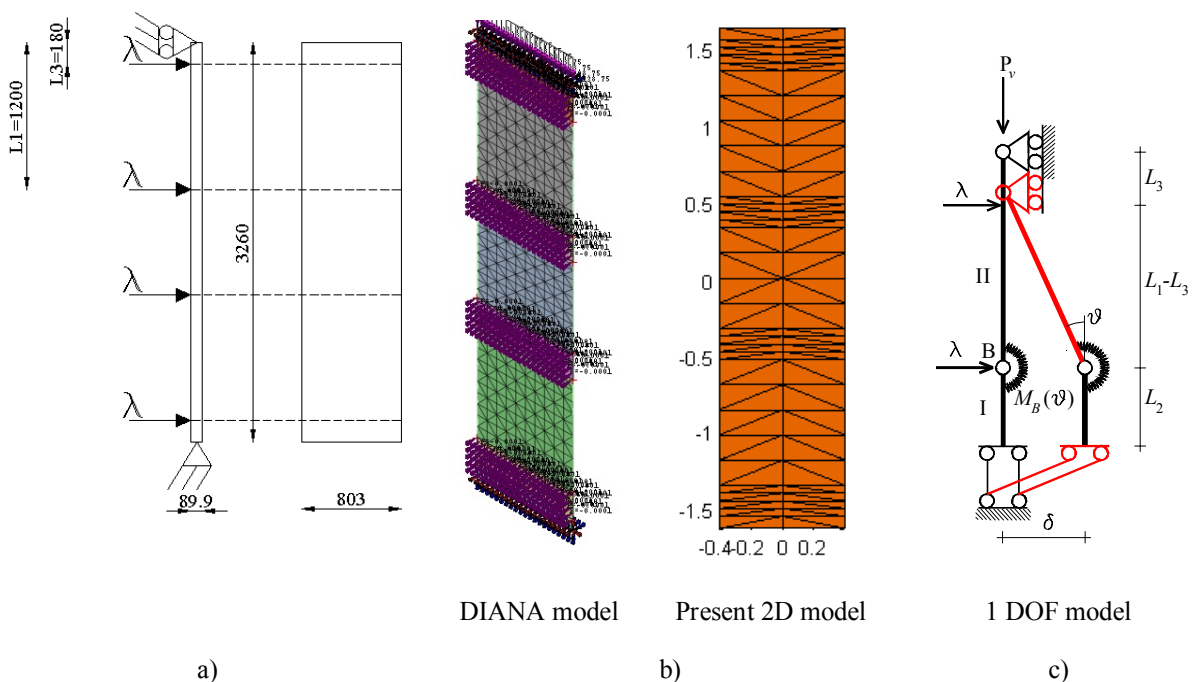 L3=180
L1=1200
λ
λ
λ
λ
3260
89.9
803
1.5
1
0.5
0
-0.5
-1
-1.5
-0.4-0.2 0 0.2
P_v
λ
L_3
II
L_1-L_3
ϑ
λ
B
I
M_B(ϑ)
L_2
δ
DIANA model
Present 2D model
1 DOF model
a)
b)
c)